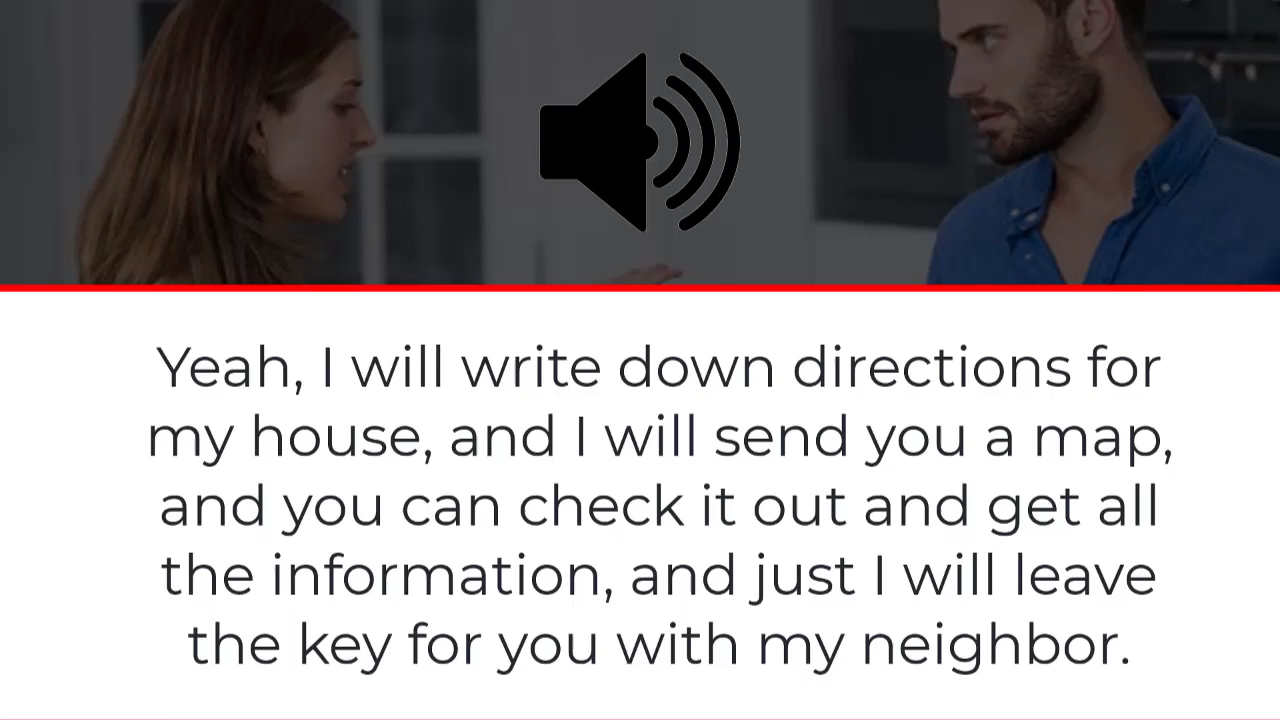 Yeah, I will write down directions for
my house, and I will send you a map,
and you can check it out and get all
the information, and just I will leave
the key for you with my neighbor.